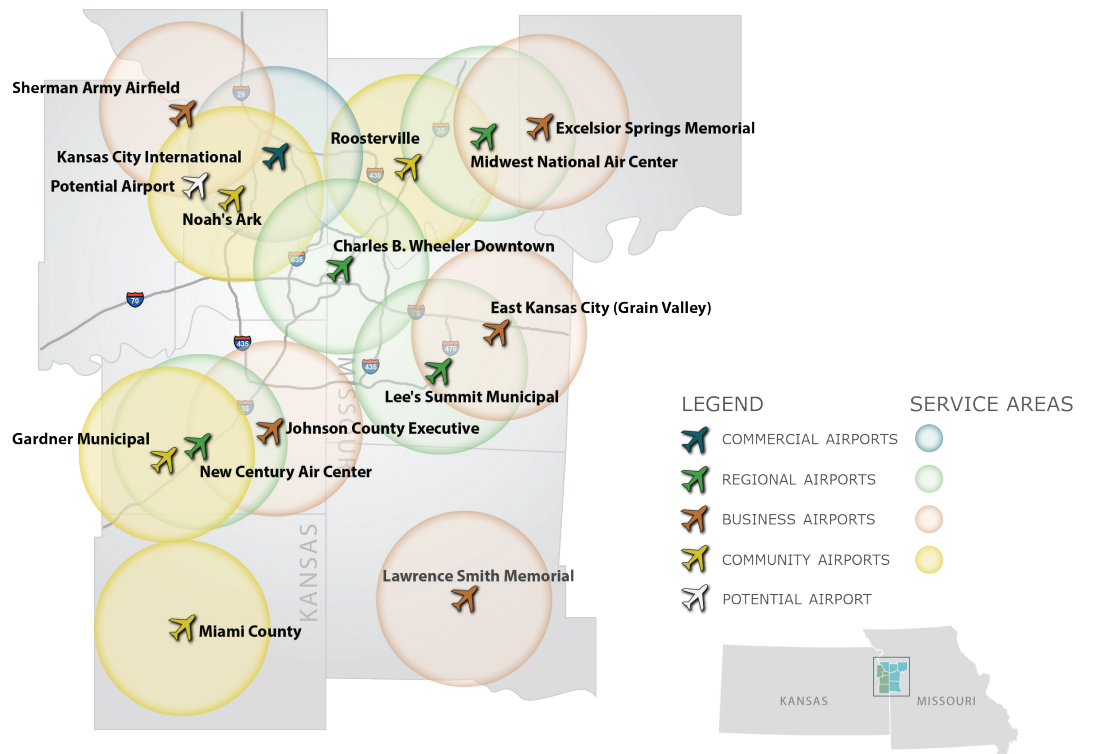 Sherman Army Airfield
29
Excelsior Springs Memorial
Roosterville
35
Kansas City International
Midwest National Air Center
435
Potential Airport
Noah's Ark
Charles B. Wheeler Downtown
635
70
East Kansas City (Grain Valley)
70
435
470
435
MISSOURI
Lee's Summit Municipal
35
Gardner Municipal
Johnson County Executive
New Century Air Center
KANSAS
Lawrence Smith Memorial
Miami County
LEGEND
SERVICE AREAS
COMMERCIAL AIRPORTS
REGIONAL AIRPORTS
BUSINESS AIRPORTS
COMMUNITY AIRPORTS
POTENTIAL AIRPORT
KANSAS
MISSOURI